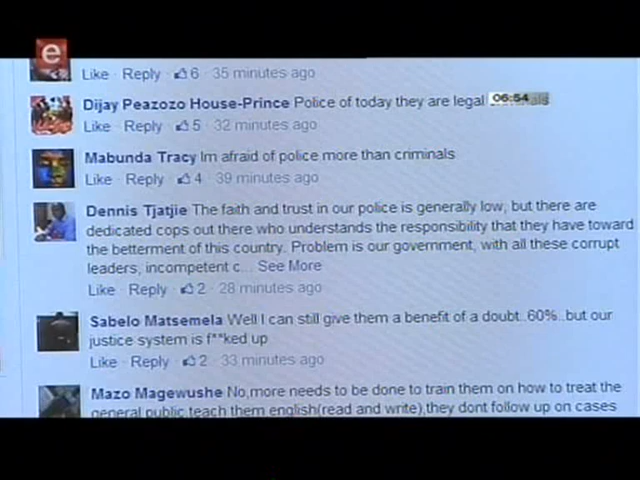 e
Like · Reply · 6 · 35 minutes ago
Dijay Peazozo House-Prince Police of today they are legal
06:54
Like · Reply · 5 · 32 minutes ago
Mabunda Tracy Im afraid of police more than criminals
Like · Reply · 4 · 39 minutes ago
Dennis Tjatjie The faith and trust in our police is generally low, but there are
dedicated cops out there who understands the responsibility that they have toward
the betterment of this country. Problem is our government, with all these corrupt
leaders, incompetent c... See More
Like · Reply · 2 · 28 minutes ago
Sabelo Matsemela Well I can still give them a benefit of a doubt..60%..but our
justice system is f**ked up
Like · Reply · 2 · 33 minutes ago
Mazo Magewushe No,more needs to be done to train them on how to treat the
general public,teach them english(read and write),they dont follow up on cases